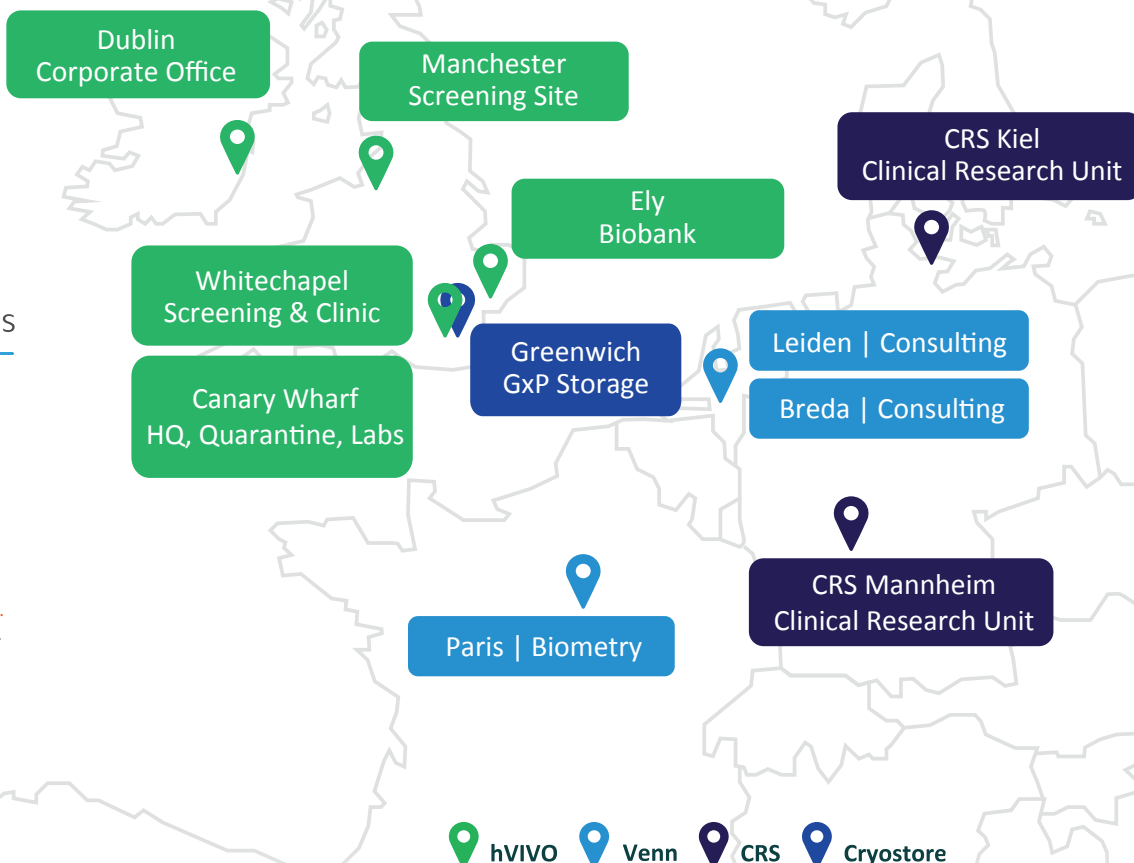 Dublin
Corporate Office
Manchester
Screening Site
CRS Kiel
Clinical Research Unit
Ely
Biobank
Whitechapel
Screening & Clinic
s
Greenwich
GxP Storage
Leiden | Consulting
Canary Wharf
HQ, Quarantine, Labs
Breda | Consulting
CRS Mannheim
Clinical Research Unit
Paris | Biometry
hVIVO Venn CRS Cryostore